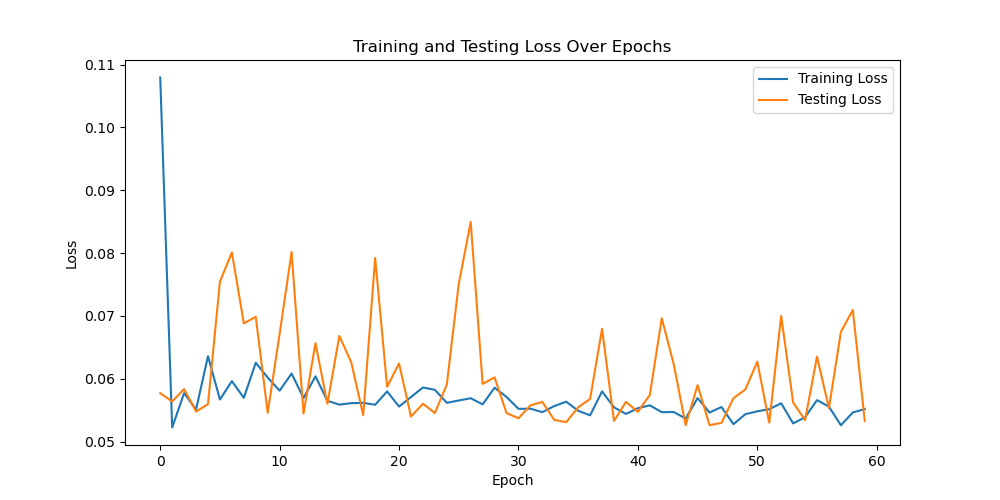 Training and Testing Loss Over Epochs
Training Loss
Testing Loss
0.11
0.10
0.09
0.08
0.07
0.06
0.05
Loss
0
10
20
30
40
50
60
Epoch